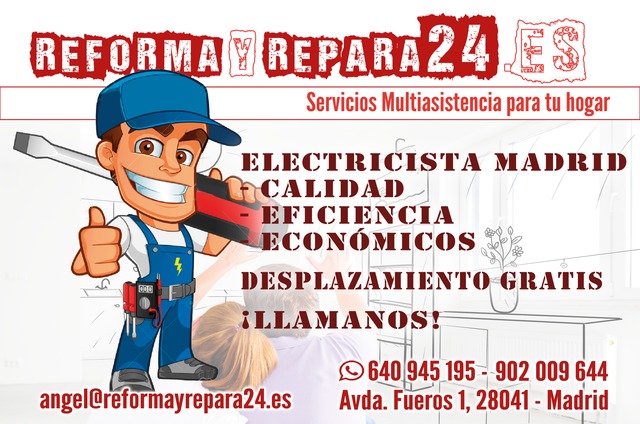 REFORMA Y REPARA24.ES
Servicios Multiasistencia para tu hogar
ELECTRICISTA MADRID
- CALIDAD
- EFICIENCIA
- ECONÓMICOS
DESPLAZAMIENTO GRATIS
¡LLAMANOS!
640 945 195 - 902 009 644
angel@reformayrepara24.es
Avda. Fueros 1, 28041 - Madrid